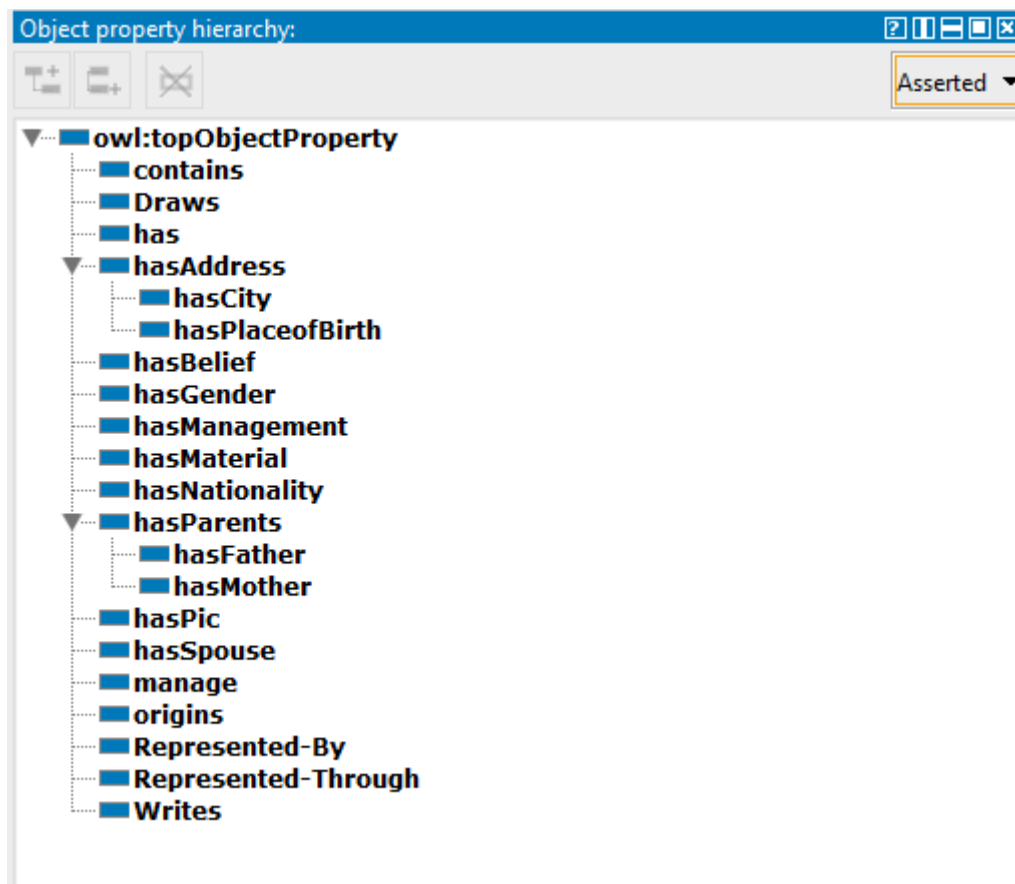 Object property hierarchy:
Asserted
owl:topObjectProperty
contains
Draws
has
hasAddress
hasCity
hasPlaceofBirth
hasBelief
hasGender
hasManagement
hasMaterial
hasNationality
hasParents
hasFather
hasMother
hasPic
hasSpouse
manage
origins
Represented-By
Represented-Through
Writes